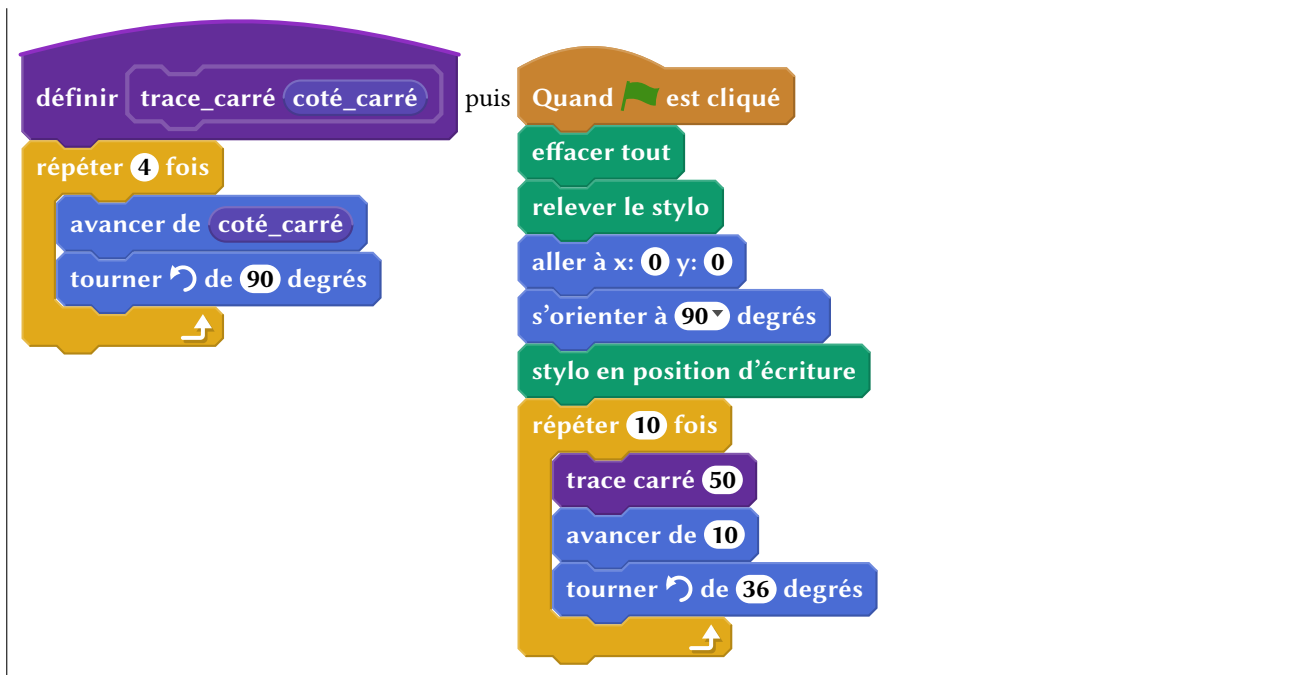 définir trace_carré coté_carré
répéter 4 fois
avancer de coté_carré
tourner de 90 degrés
puis
Quand est cliqué
effacer tout
relever le stylo
aller à x: 0 y: 0
s'orienter à 90 degrés
stylo en position d'écriture
répéter 10 fois
trace carré 50
avancer de 10
tourner de 36 degrés